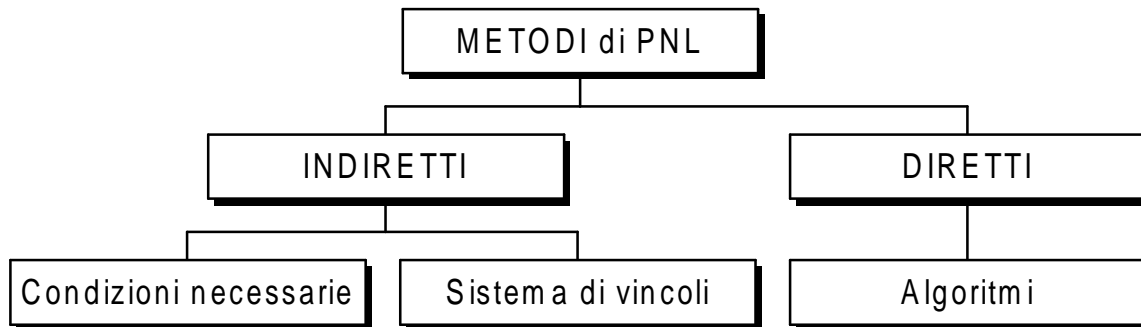 METODI di PNL
INDIRETTI
DIRETTI
Condizioni necessarie
Sistema di vincoli
Algoritmi